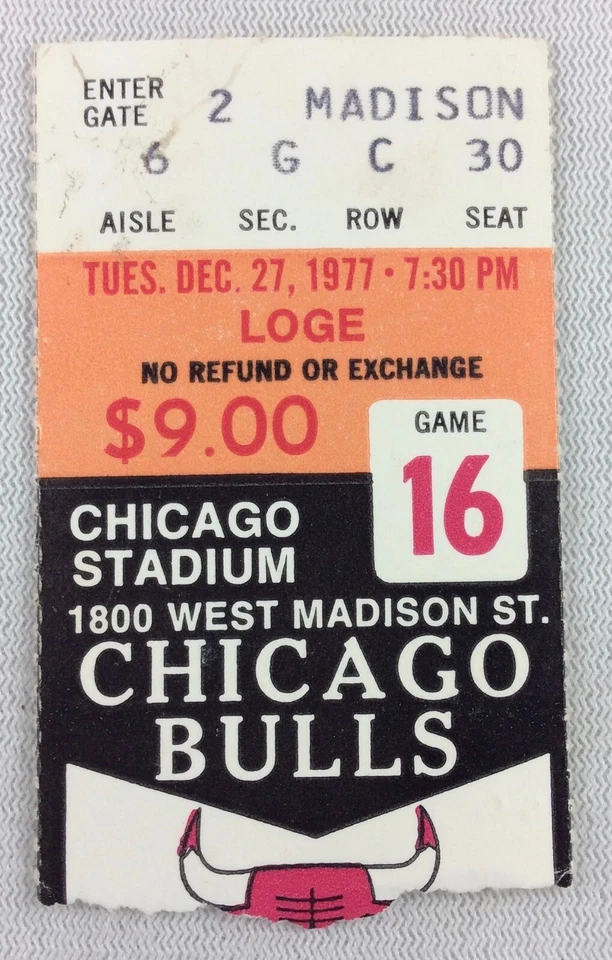 ENTER GATE 2 MADISON
6 G C 30
AISLE SEC. ROW SEAT
TUES. DEC. 27, 1977 • 7:30 PM
LOGE
NO REFUND OR EXCHANGE
$9.00
GAME
16
CHICAGO
STADIUM
1800 WEST MADISON ST.
CHICAGO
BULLS